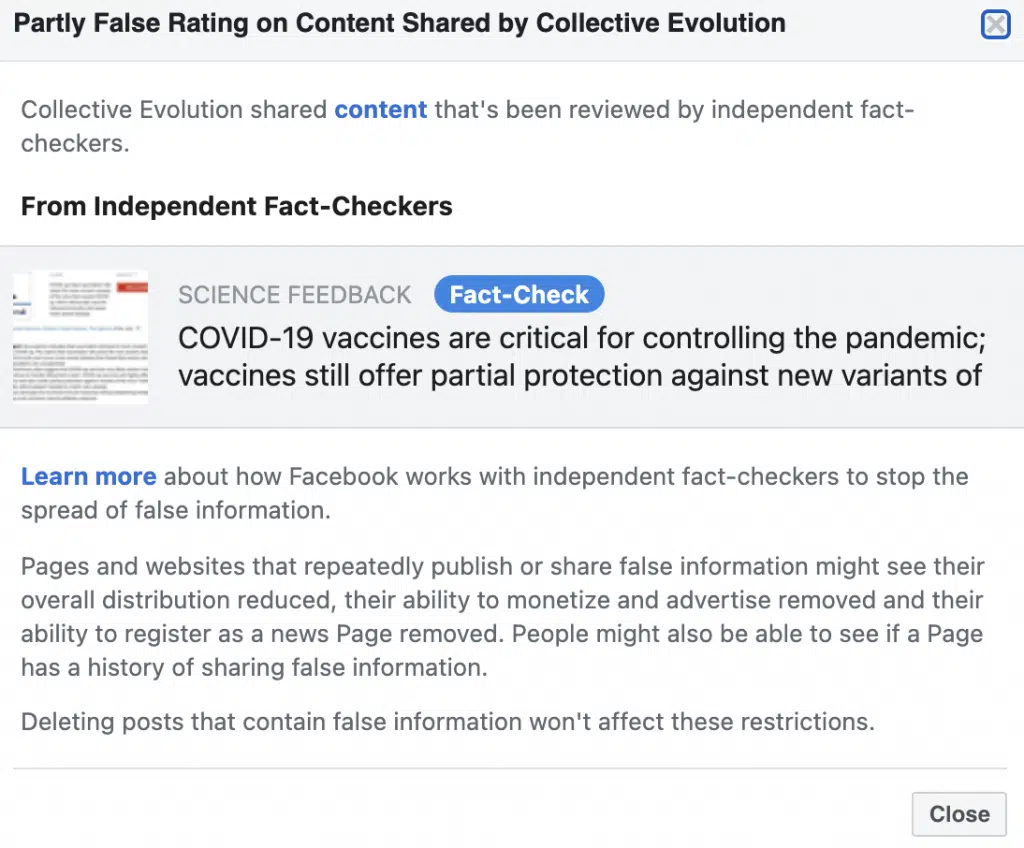 Partly False Rating on Content Shared by Collective Evolution
Collective Evolution shared content that's been reviewed by independent fact-
checkers.
From Independent Fact-Checkers
SCIENCE FEEDBACK Fact-Check
COVID-19 vaccines are critical for controlling the pandemic;
vaccines still offer partial protection against new variants of
Learn more about how Facebook works with independent fact-checkers to stop the
spread of false information.
Pages and websites that repeatedly publish or share false information might see their
overall distribution reduced, their ability to monetize and advertise removed and their
ability to register as a news Page removed. People might also be able to see if a Page
has a history of sharing false information.
Deleting posts that contain false information won't affect these restrictions.
Close